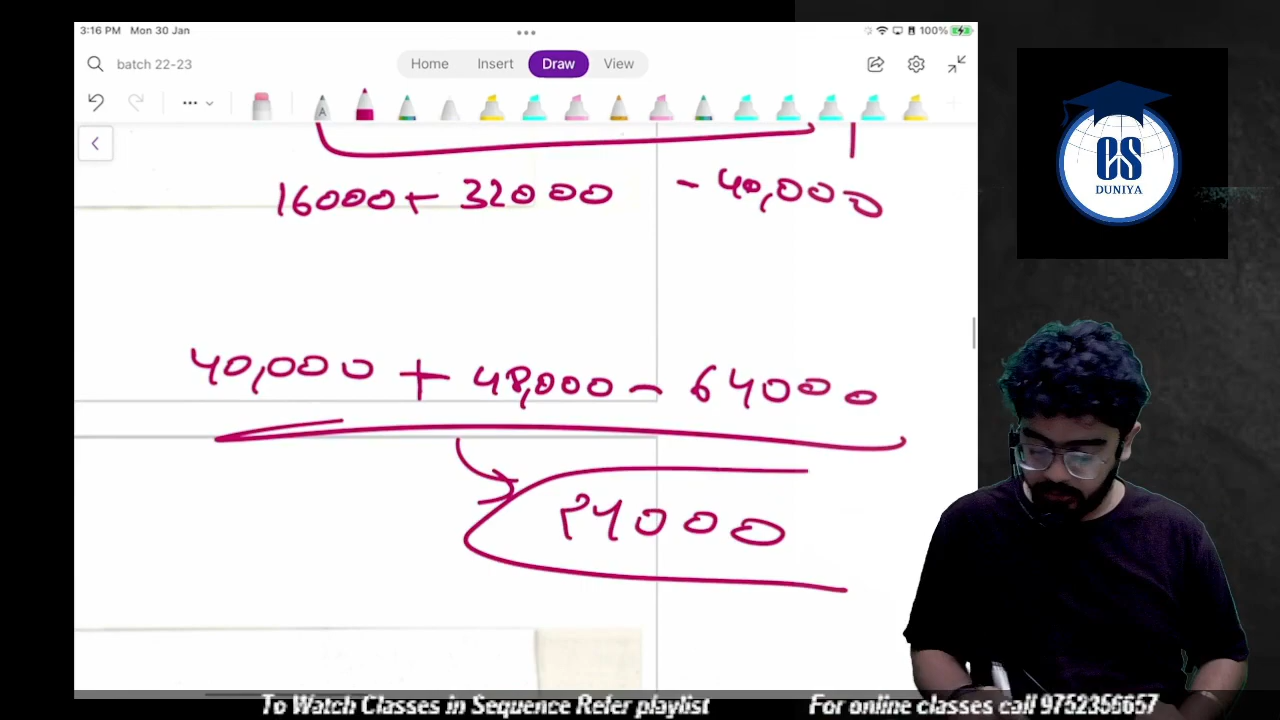 3:16 PM Mon 30 Jan
100%
batch 22-23
Home Insert Draw View
A
16000+ 32000 - 40,000
40,000 + 48,000 - 64000
24000
CS
DUNIYA
To Watch Classes in Sequence Refer playlist For online classes call 9752356657